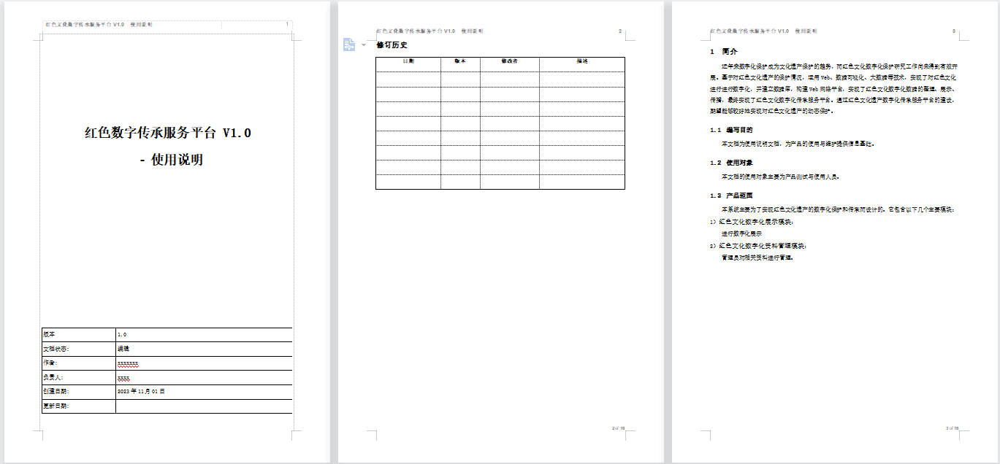 红色文化数字传承服务平台 V1.0 使用说明 1
红色数字传承服务平台 V1.0
- 使用说明
版本 1.0
文档状态: 编辑
作者: xxxxxxx
负责人: xxxx
创建日期: 2023 年 11 月 01 日
更新日期:
红色文化数字传承服务平台 V1.0 使用说明 2
修订历史
日期 版本 修改者 描述
2 of 16
红色文化数字传承服务平台 V1.0 使用说明 3
1 简介
近年来数字化保护成为文化遗产保护的趋势，而红色文化数字化保护研究工作尚未得到有效开
展。基于对红色文化遗产的保护情况，运用 Web、数据可视化、大数据等技术，实现了对红色文化
进行进行数字化，并建立数据库，构建 Web 网络平台，实现了红色文化数字化数据的整理、展示、
传播，最终实现了红色文化数字化传承服务平台。通过红色文化遗产数字化传承服务平台的建设，
期望能够较好地实现对红色文化遗产的动态保护。
1.1 编写目的
本文档为使用说明文档，为产品的使用与维护提供信息基础。
1.2 使用对象
本文档的使用对象主要为产品测试与使用人员。
1.3 产品范围
本系统主要为了实现红色文化遗产的数字化保护和传承而设计的。它包含以下几个主要模块：
1）红色文化数字化展示模块：
进行数字化展示
2）红色文化数字化资料管理模块：
管理员对相关资料进行管理。
3 of 16